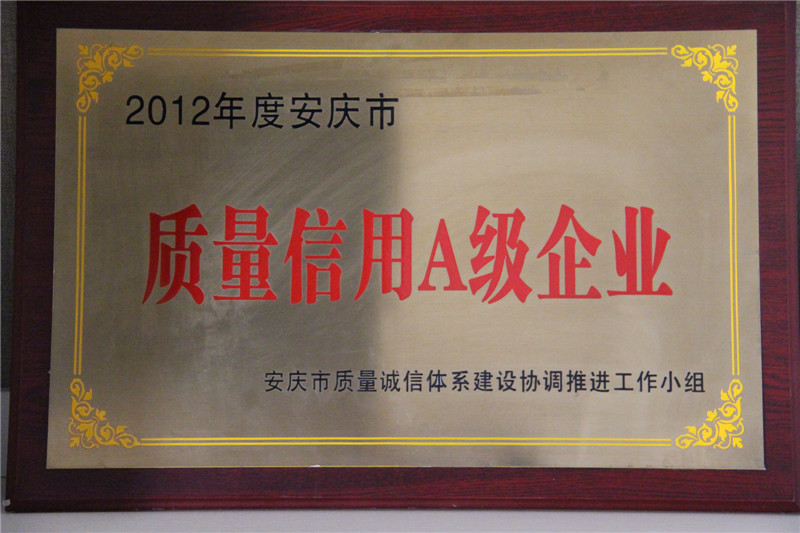 2012年度安庆市
质量信用A级企业
安庆市质量诚信体系建设协调推进工作小组